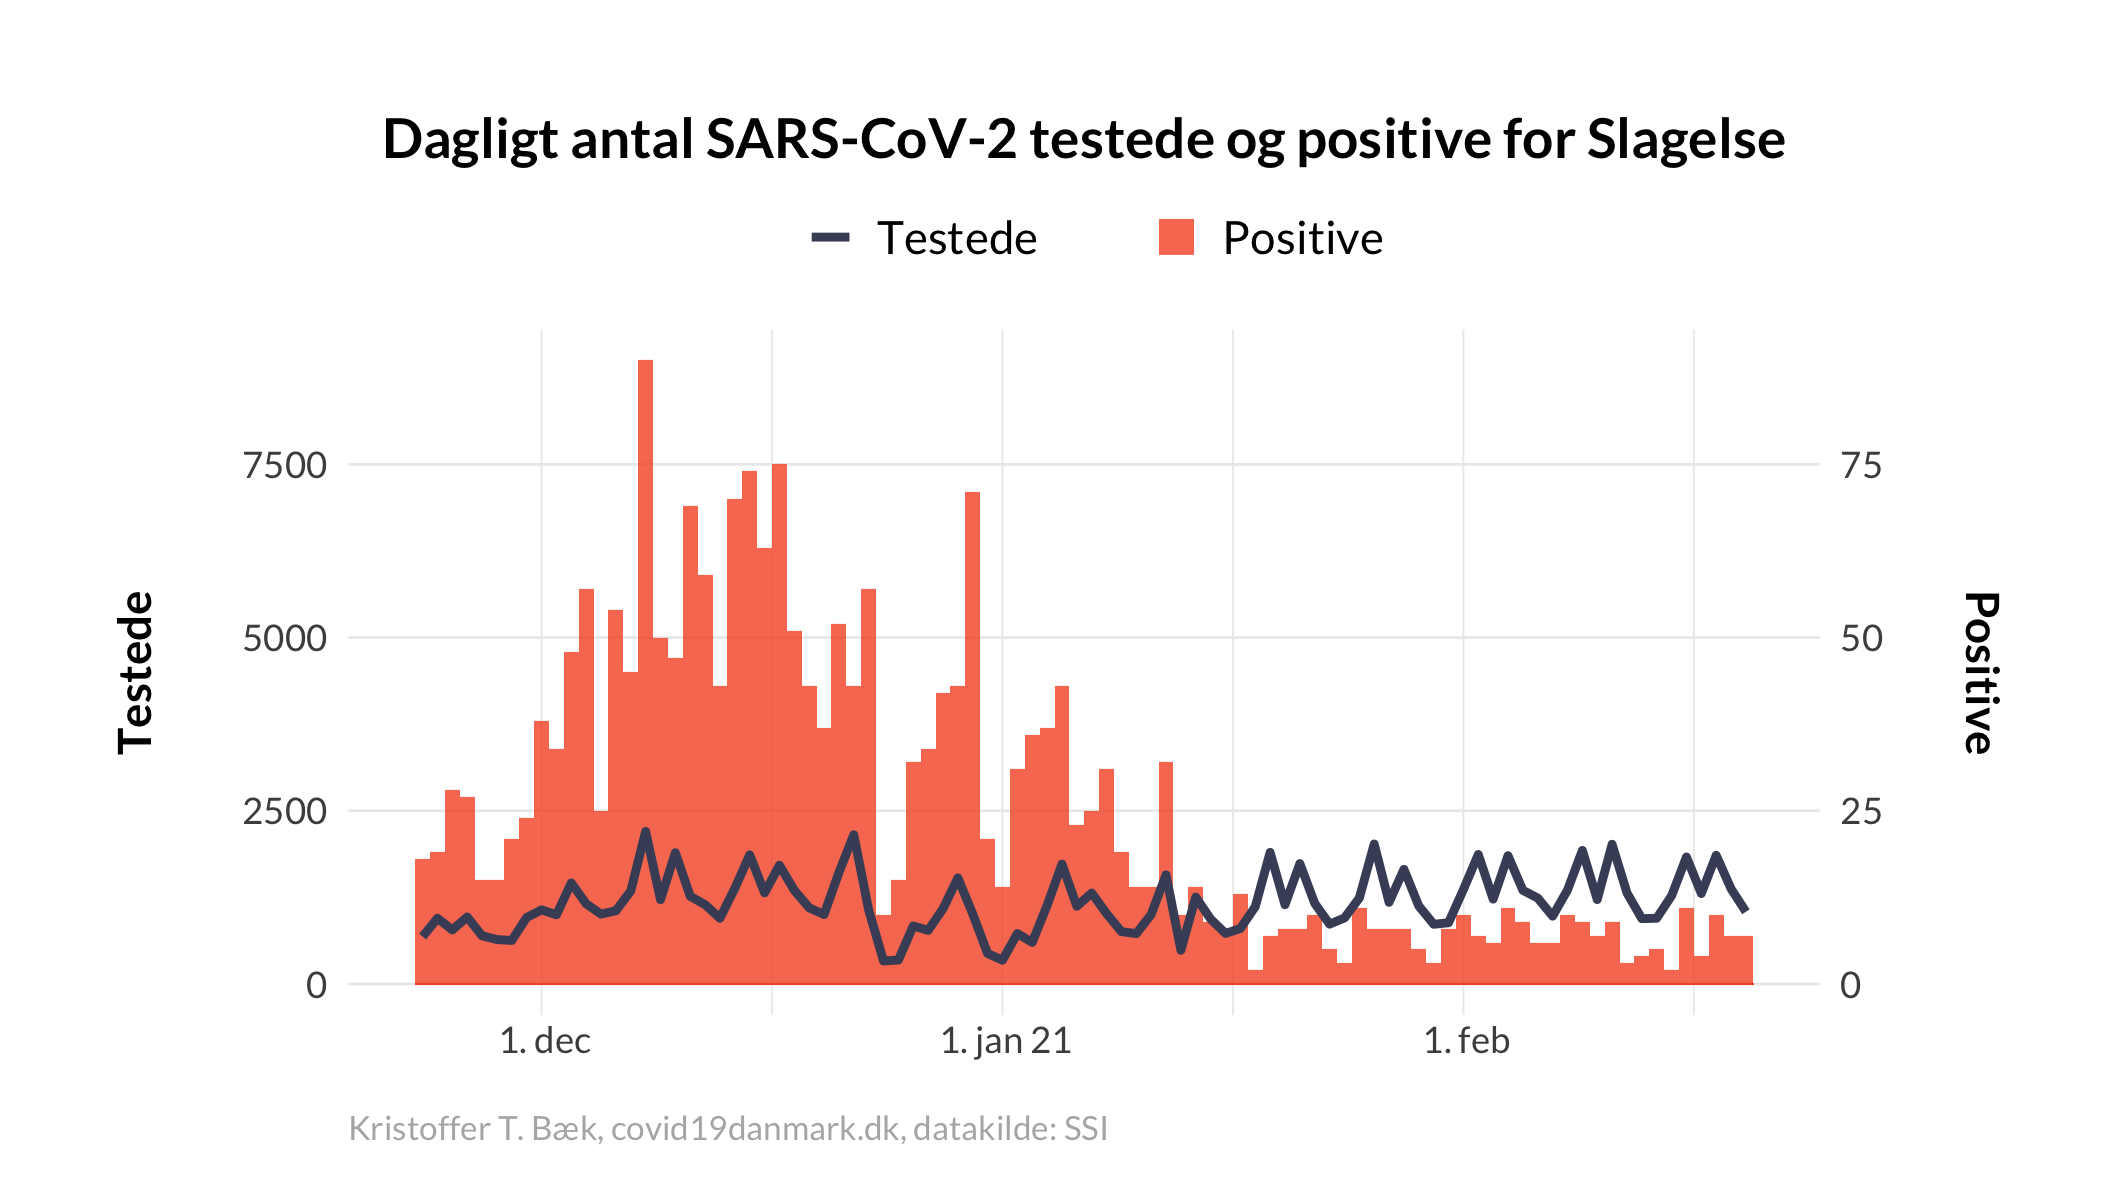 Dagligt antal SARS-CoV-2 testede og positive for Slagelse
Testede
Positive
7500
5000
2500
0
Testede
75
50
25
0
Positive
1. dec
1. jan 21
1. feb
Kristoffer T. Bæk, covid19danmark.dk, datakilde: SSI